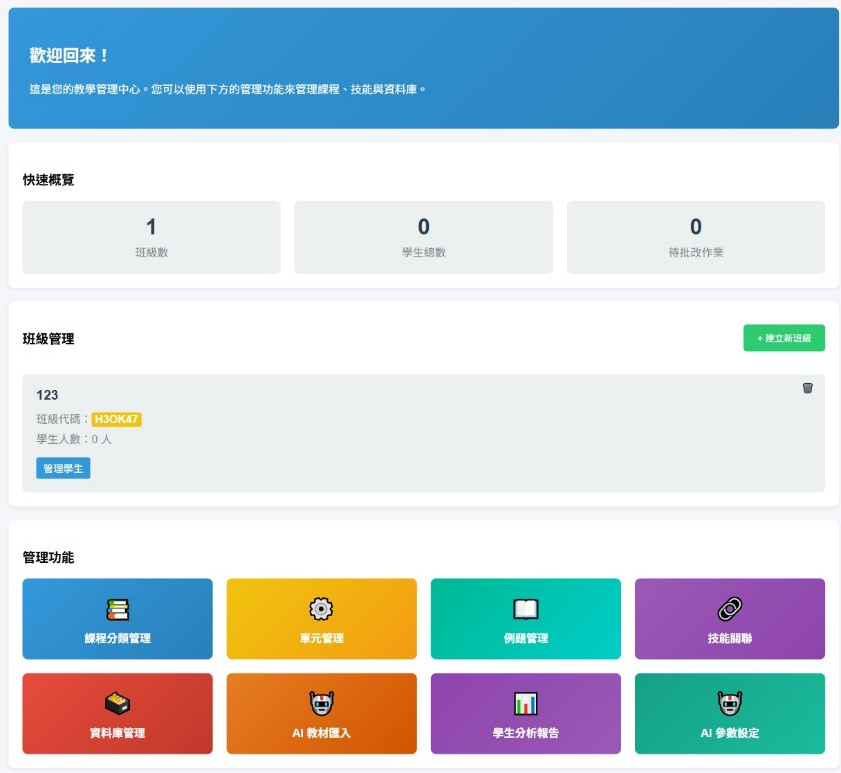 歡迎回來！
這是您的教學管理中心。您可以使用下方的管理功能來管理課程、技能與資料庫。
快速概覽
1
班級數
0
學生總數
0
待批改作業
班級管理
+ 建立新班級
123
班級代碼：H3OK47
學生人數：0 人
管理學生
管理功能
課程分類管理
單元管理
例題管理
技能關聯
資料庫管理
AI 教材匯入
學生分析報告
AI 參數設定